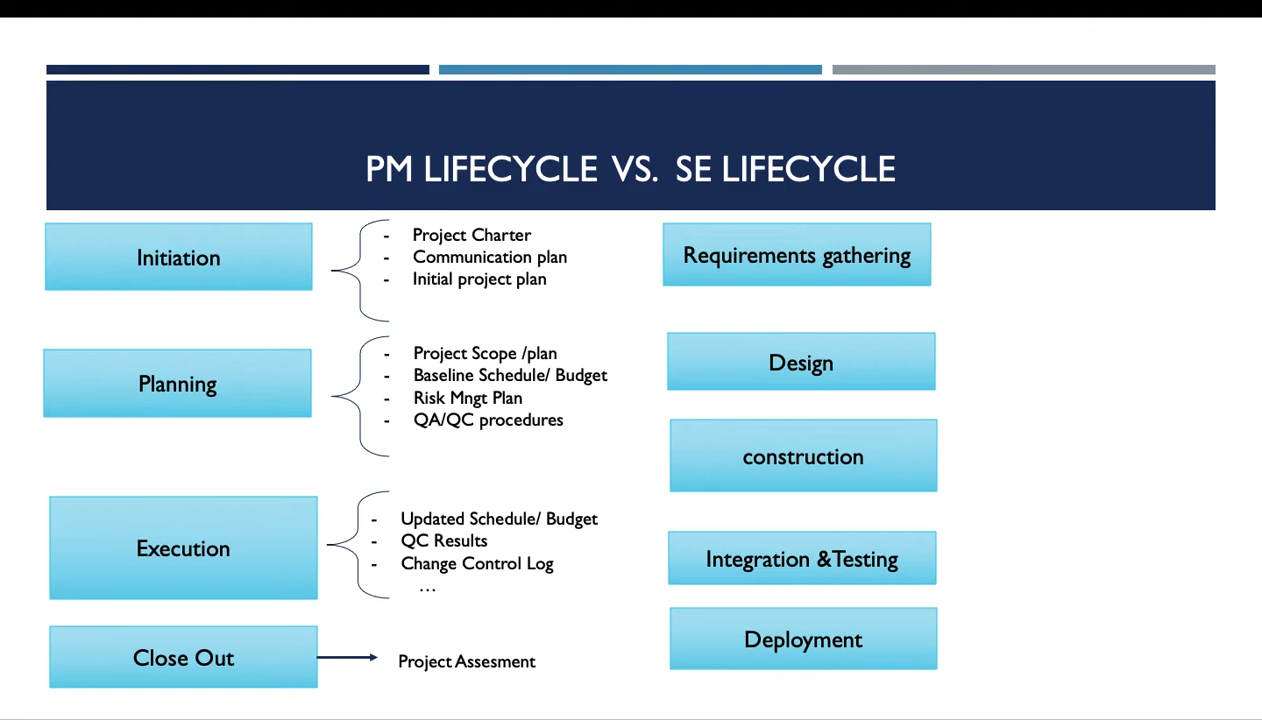 PM LIFECYCLE VS. SE LIFECYCLE
Initiation
- Project Charter
- Communication plan
- Initial project plan
Planning
- Project Scope /plan
- Baseline Schedule/ Budget
- Risk Mngt Plan
- QA/QC procedures
Execution
- Updated Schedule/ Budget
- QC Results
- Change Control Log
...
Close Out
Project Assesment
Requirements gathering
Design
construction
Integration &Testing
Deployment